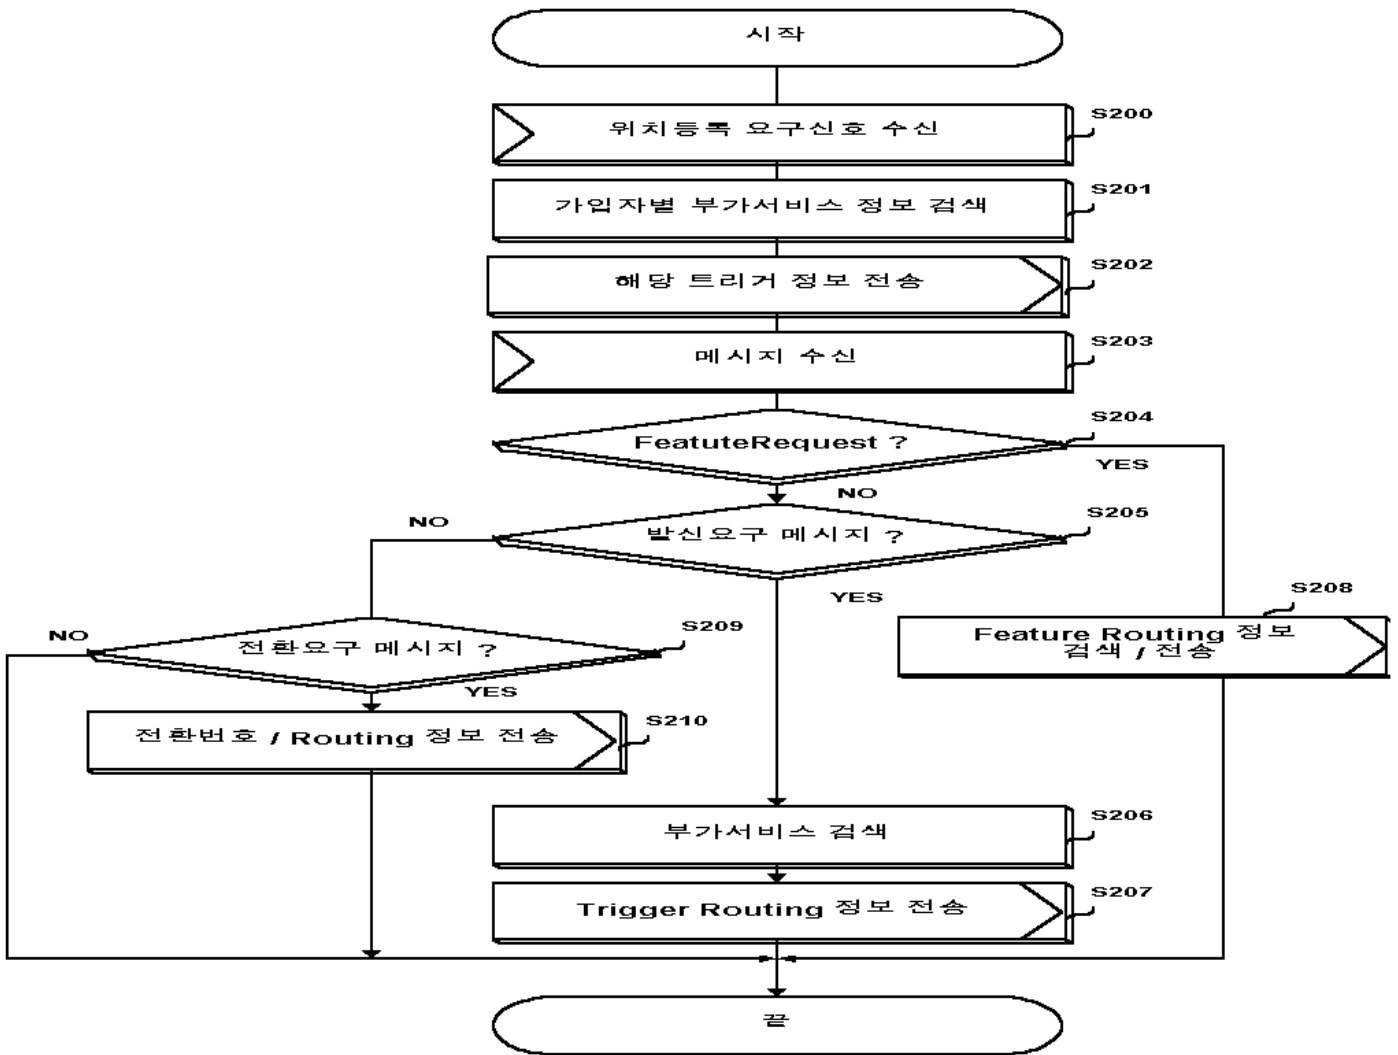 시작
위치등록 요구신호 수신
S200
가입자별 부가서비스 정보 검색
S201
해당 트리거 정보 전송
S202
메시지 수신
S203
FeatuteRequest ?
S204
YES
NO
발신요구 메시지 ?
S205
NO
YES
S208
Feature Routing 정보
검색 / 전송
전환요구 메시지 ?
S209
NO
YES
전환번호 / Routing 정보 전송
S210
부가서비스 검색
S206
Trigger Routing 정보 전송
S207
끝